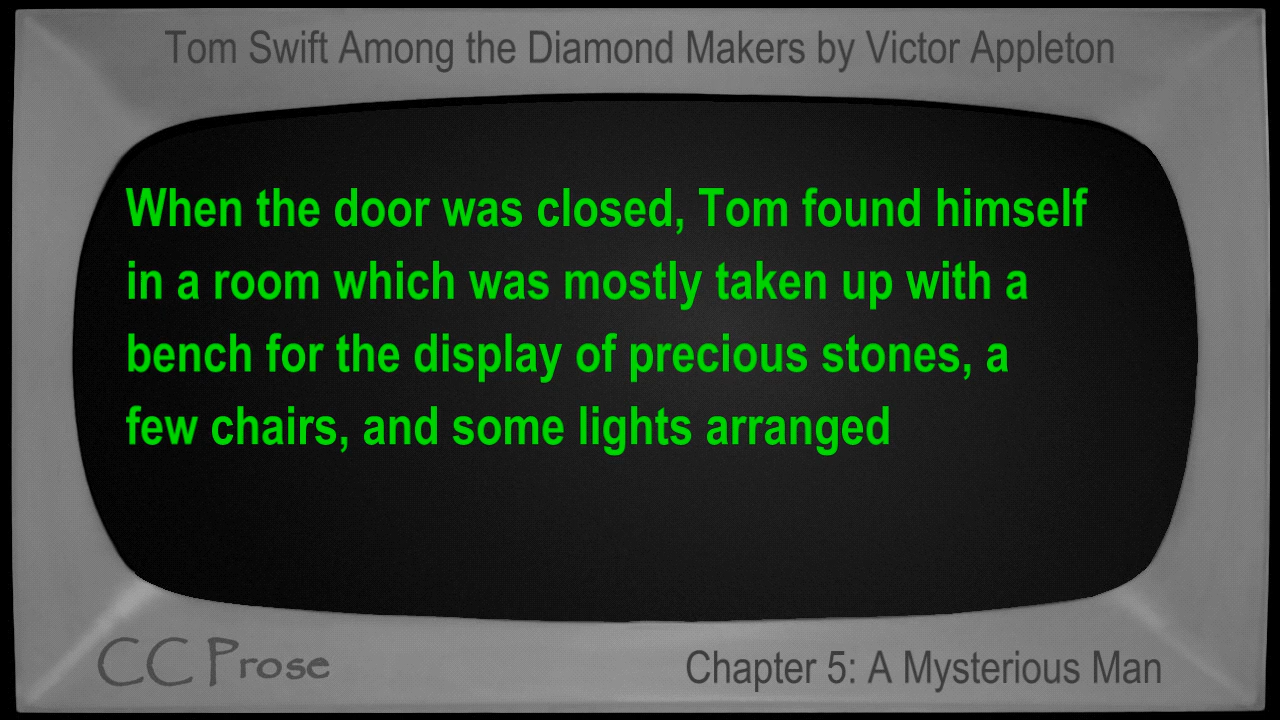 Tom Swift Among the Diamond Makers by Victor Appleton
When the door was closed, Tom found himself
in a room which was mostly taken up with a
bench for the display of precious stones, a
few chairs, and some lights arranged
CC Prose
Chapter 5: A Mysterious Man